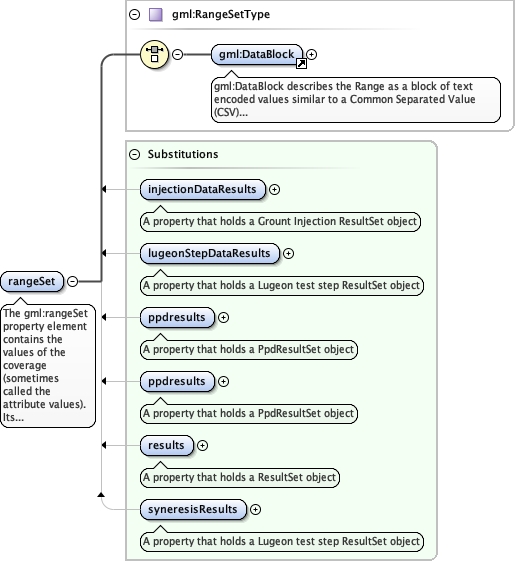 gml:RangeSetType
gml:DataBlock
gml:DataBlock describes the Range as a block of text
encoded values similar to a Common Separated Value
(CSV)...
Substitutions
injectionDataResults
A property that holds a Grount Injection ResultSet object
lugeonStepDataResults
A property that holds a Lugeon test step ResultSet object
rangeSet
The gml:rangeSet
property element
contains the
values of the
coverage
(sometimes
called the
attribute values).
Its...
ppdresults
A property that holds a PpdResultSet object
ppdresults
A property that holds a PpdResultSet object
results
A property that holds a ResultSet object
syneresisResults
A property that holds a Lugeon test step ResultSet object